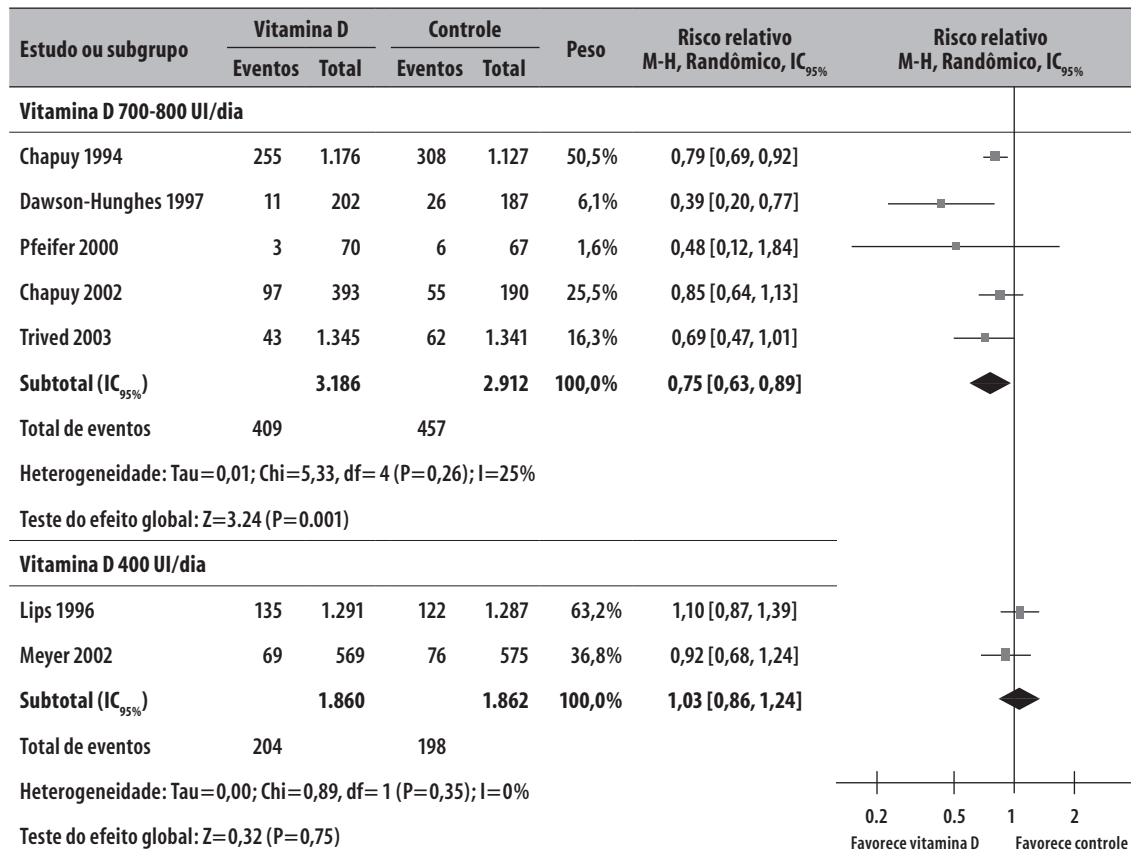 Estudo ou subgrupo Vitamina D Controle Peso Risco relativo M-H, Randômico, IC95% Risco relativo M-H, Randômico, IC95%
Eventos Total Eventos Total
Vitamina D 700-800 UI/dia
Chapuy 1994 255 1.176 308 1.127 50,5% 0,79 [0,69, 0,92]
Dawson-Hunghes 1997 11 202 26 187 6,1% 0,39 [0,20, 0,77]
Pfeifer 2000 3 70 6 67 1,6% 0,48 [0,12, 1,84]
Chapuy 2002 97 393 55 190 25,5% 0,85 [0,64, 1,13]
Trived 2003 43 1.345 62 1.341 16,3% 0,69 [0,47, 1,01]
Subtotal (IC95%) 3.186 2.912 100,0% 0,75 [0,63, 0,89]
Total de eventos 409 457
Heterogeneidade: Tau=0,01; Chi=5,33, df= 4 (P=0,26); I=25%
Teste do efeito global: Z=3.24 (P=0.001)
Vitamina D 400 UI/dia
Lips 1996 135 1.291 122 1.287 63,2% 1,10 [0,87, 1,39]
Meyer 2002 69 569 76 575 36,8% 0,92 [0,68, 1,24]
Subtotal (IC95%) 1.860 1.862 100,0% 1,03 [0,86, 1,24]
Total de eventos 204 198
Heterogeneidade: Tau=0,00; Chi=0,89, df= 1 (P=0,35); I=0%
Teste do efeito global: Z=0,32 (P=0,75)
0.2 0.5 1 2
Favorece vitamina D Favorece controle